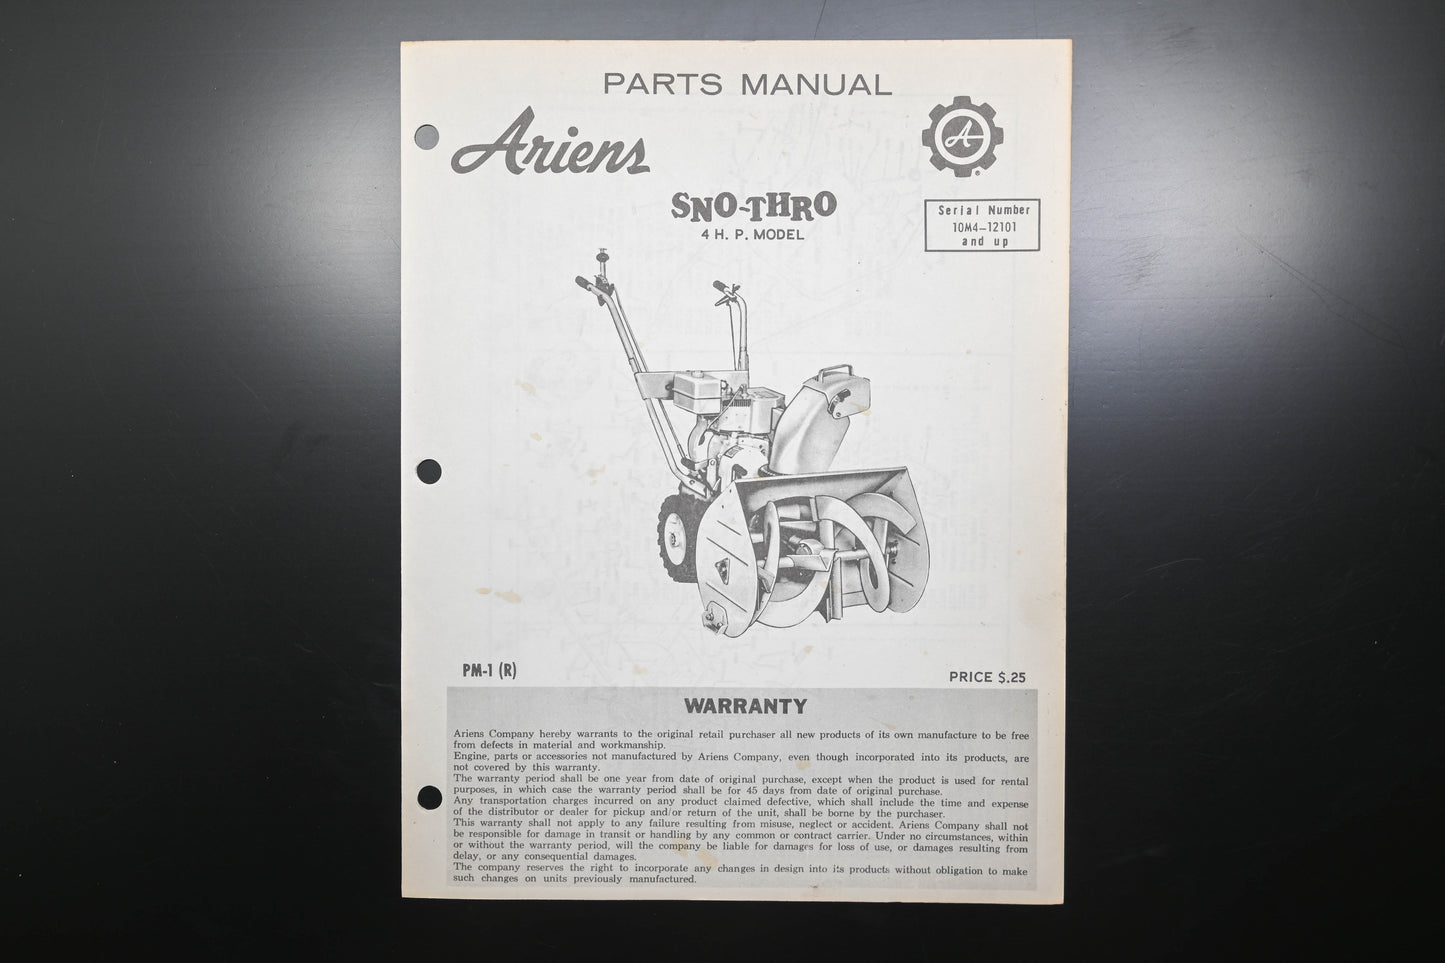 PARTS MANUAL
Ariens
A
®
SNO-THRO
4 H. P. MODEL
Serial Number
10M4-12101
and up
PM-1 (R)
PRICE $.25
WARRANTY
Ariens Company hereby warrants to the original retail purchaser all new products of its own manufacture to be free
from defects in material and workmanship.
Engine, parts or accessories not manufactured by Ariens Company, even though incorporated into its products, are
not covered by this warranty.
The warranty period shall be one year from date of original purchase, except when the product is used for rental
purposes, in which case the warranty period shall be for 45 days from date of original purchase.
Any transportation charges incurred on any product claimed defective, which shall include the time and expense
of the distributor or dealer for pickup and/or return of the unit, shall be borne by the purchaser.
This warranty shall not apply to any failure resulting from misuse, neglect or accident. Ariens Company shall not
be responsible for damage in transit or handling by any common or contract carrier. Under no circumstances, within
or without the warranty period, will the company be liable for damages for loss of use, or damages resulting from
delay, or any consequential damages.
The company reserves the right to incorporate any changes in design into its products without obligation to make
such changes on units previously manufactured.